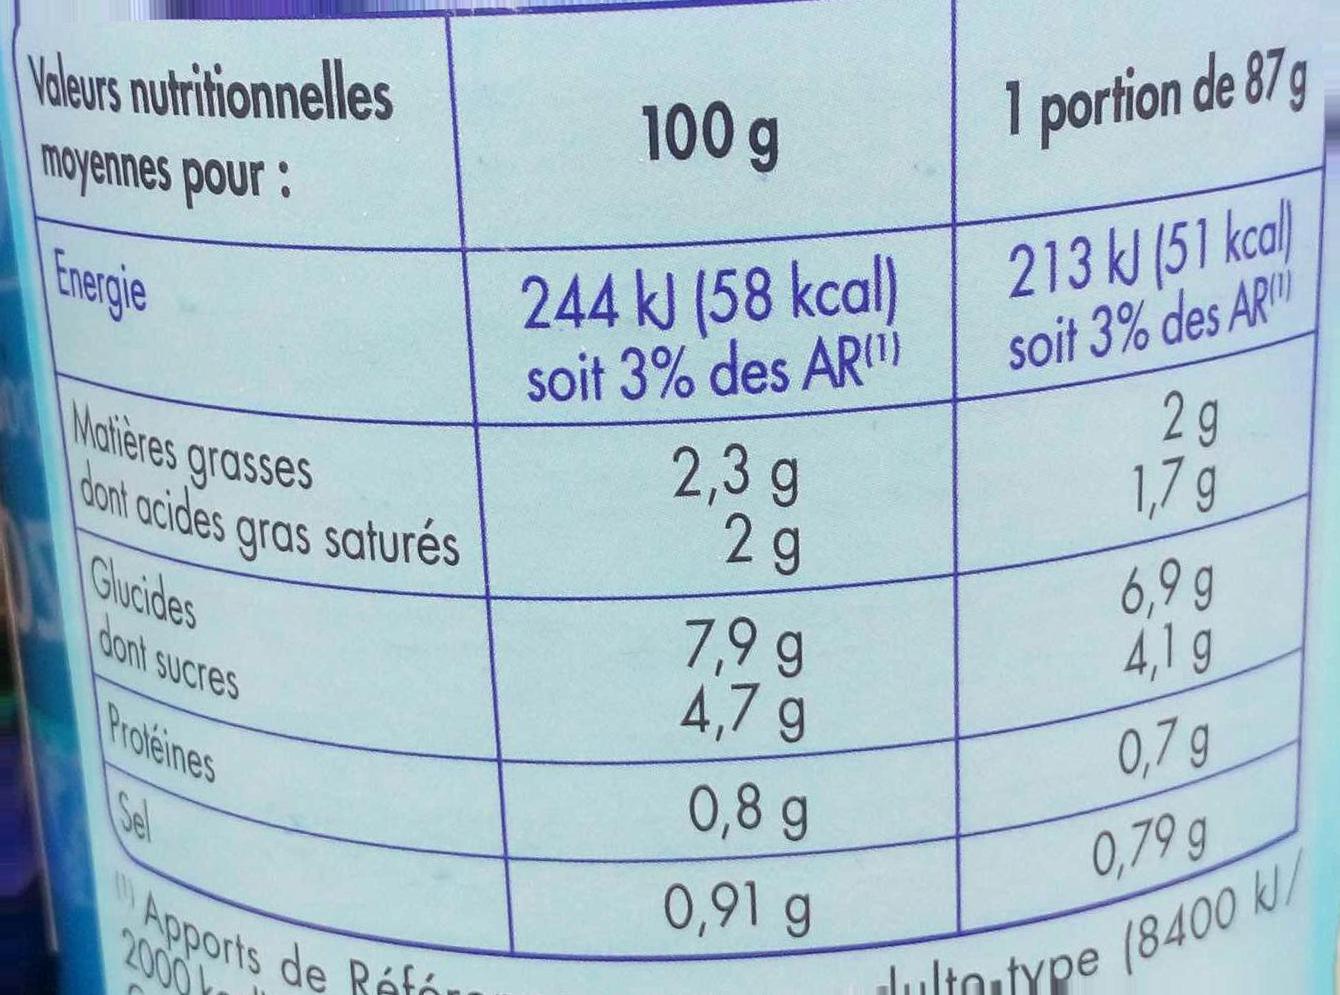 Valeurs nutritionnelles
moyennes pour :
100 g
1 portion de 87 g
Energie
244 kJ (58 kcal)
soit 3% des AR(1)
213 kJ (51 kcal)
soit 3% des AR(1)
Matières grasses
dont acides gras saturés
2,3 g
2 g
2 g
1,7 g
Glucides
dont sucres
7,9 g
4,7 g
6,9 g
4,1 g
Protéines
0,8 g
0,7 g
Sel
0,91 g
0,79 g
(1) Apports de
type (8400 kJ/
2000